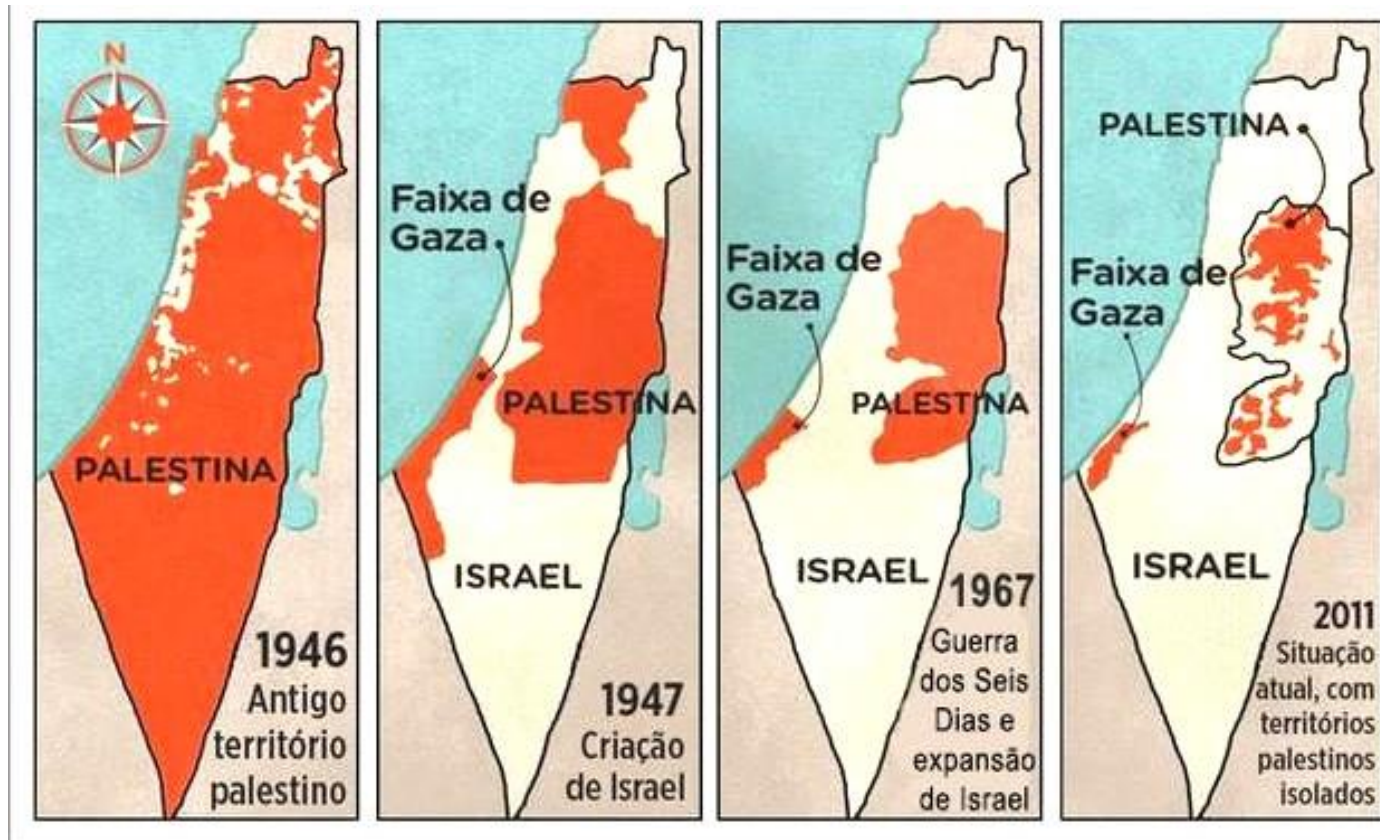 N
PALESTINA
1946
Antigo
território
palestino
Faixa de
Gaza
PALESTINA
ISRAEL
1947
Criação
de Israel
Faixa de
Gaza
PALESTINA
ISRAEL
1967
Guerra
dos Seis
Dias e
expansão
de Israel
PALESTINA
Faixa de
Gaza
ISRAEL
2011
Situação
atual, com
territórios
palestinos
isolados